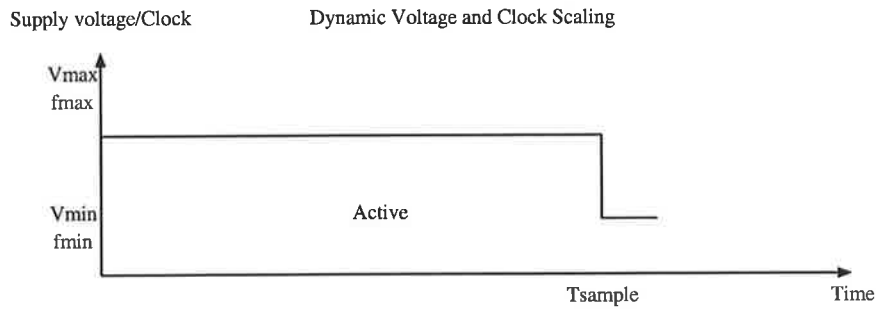 Supply voltage/Clock
Dynamic Voltage and Clock Scaling
Vmax
fmax
Vmin
fmin
Active
Tsample
Time